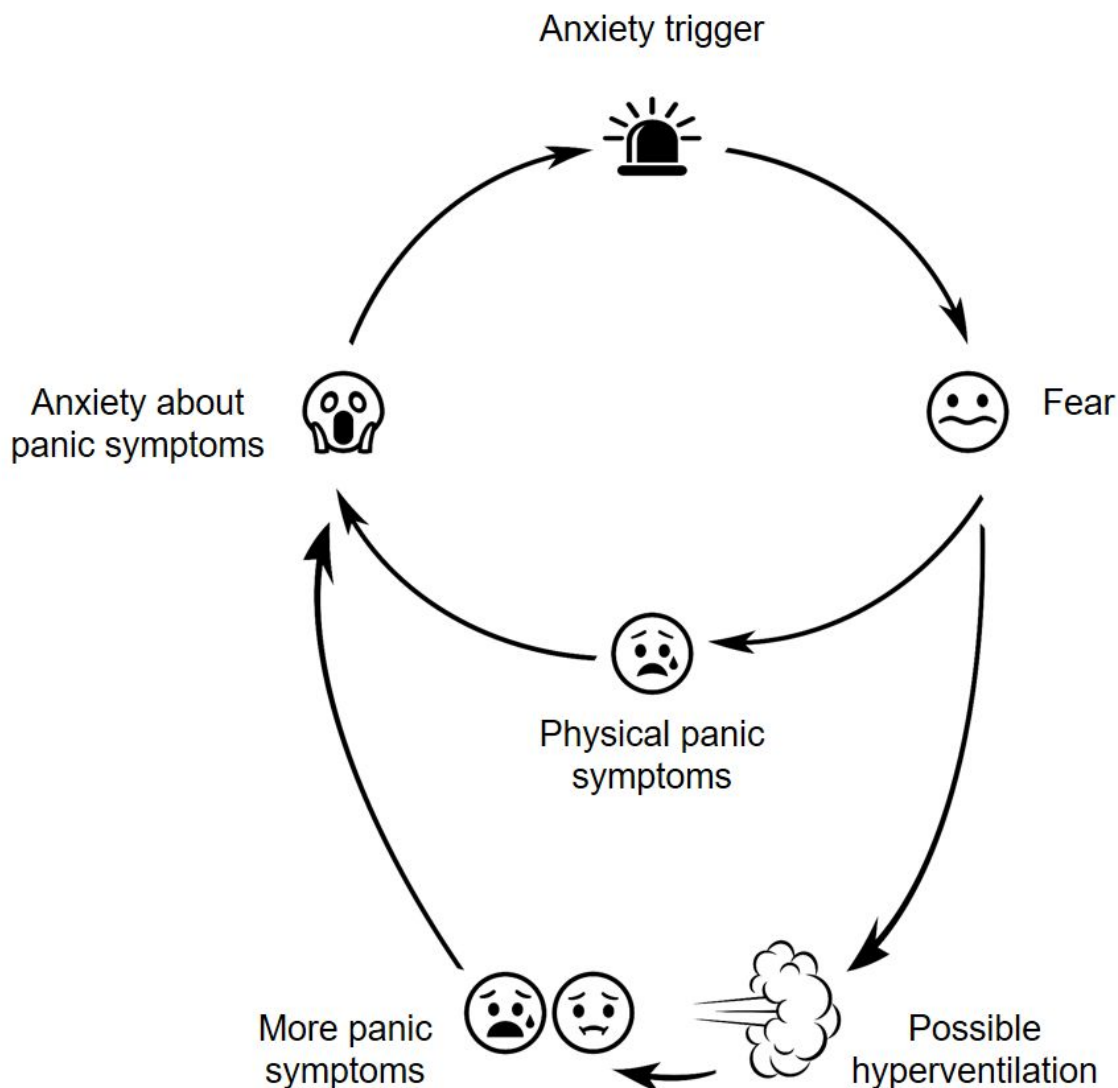 Anxiety trigger
Fear
Anxiety about
panic symptoms
Physical panic
symptoms
More panic
symptoms
Possible
hyperventilation